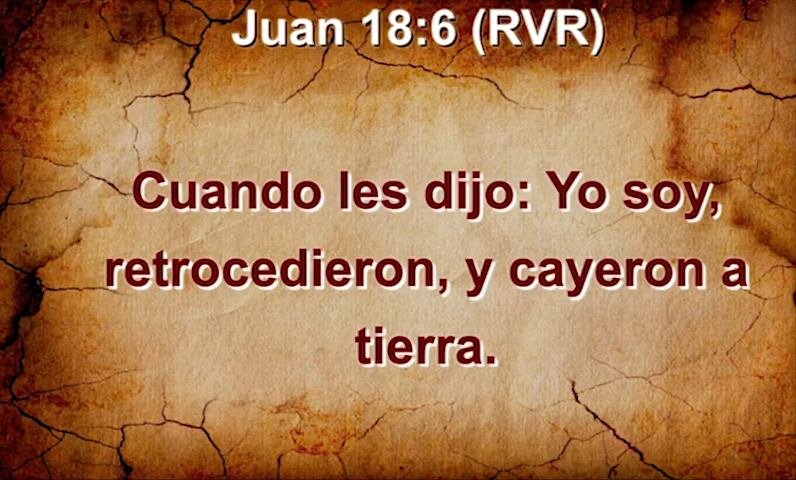 Juan 18:6 (RVR)
Cuando les dijo: Yo soy,
retrocedieron, y cayeron a
tierra.